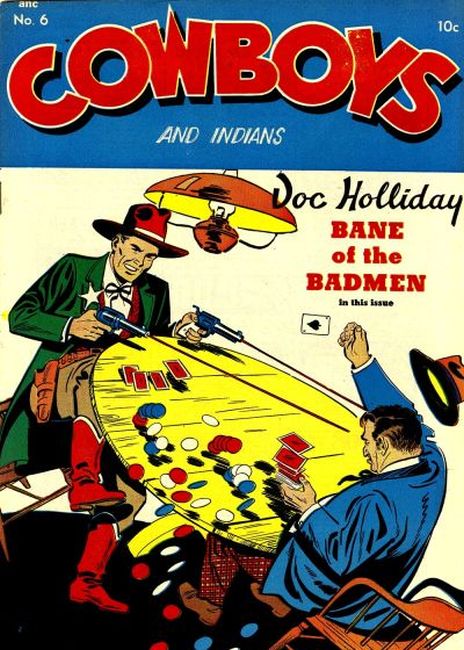 anc
No. 6
10c
COWBOYS
AND INDIANS
Doc Holliday
BANE
of the
BADMEN
in this issue